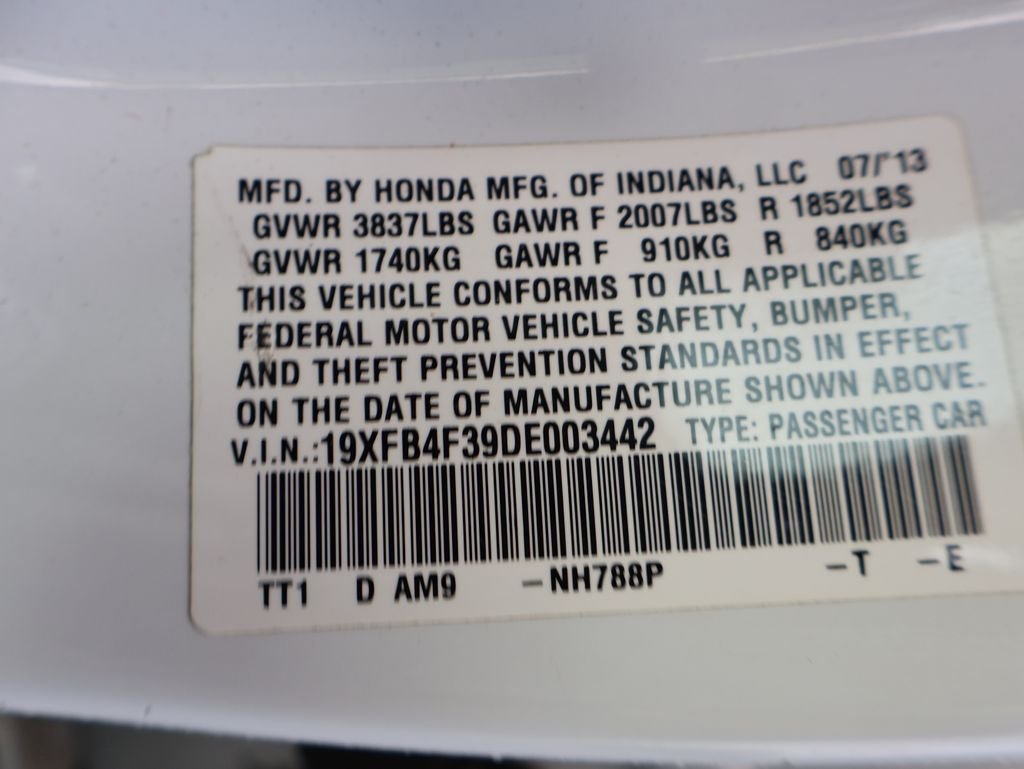 MFD. BY HONDA MFG. OF INDIANA, LLC 07/'13
GVWR 3837LBS GAWR F 2007LBS R 1852LBS
GVWR 1740KG GAWR F 910KG R 840KG
THIS VEHICLE CONFORMS TO ALL APPLICABLE
FEDERAL MOTOR VEHICLE SAFETY, BUMPER,
AND THEFT PREVENTION STANDARDS IN EFFECT
ON THE DATE OF MANUFACTURE SHOWN ABOVE.
V.I.N.:19XFB4F39DE003442 TYPE: PASSENGER CAR
TT1 D AM9 -NH788P -T -E